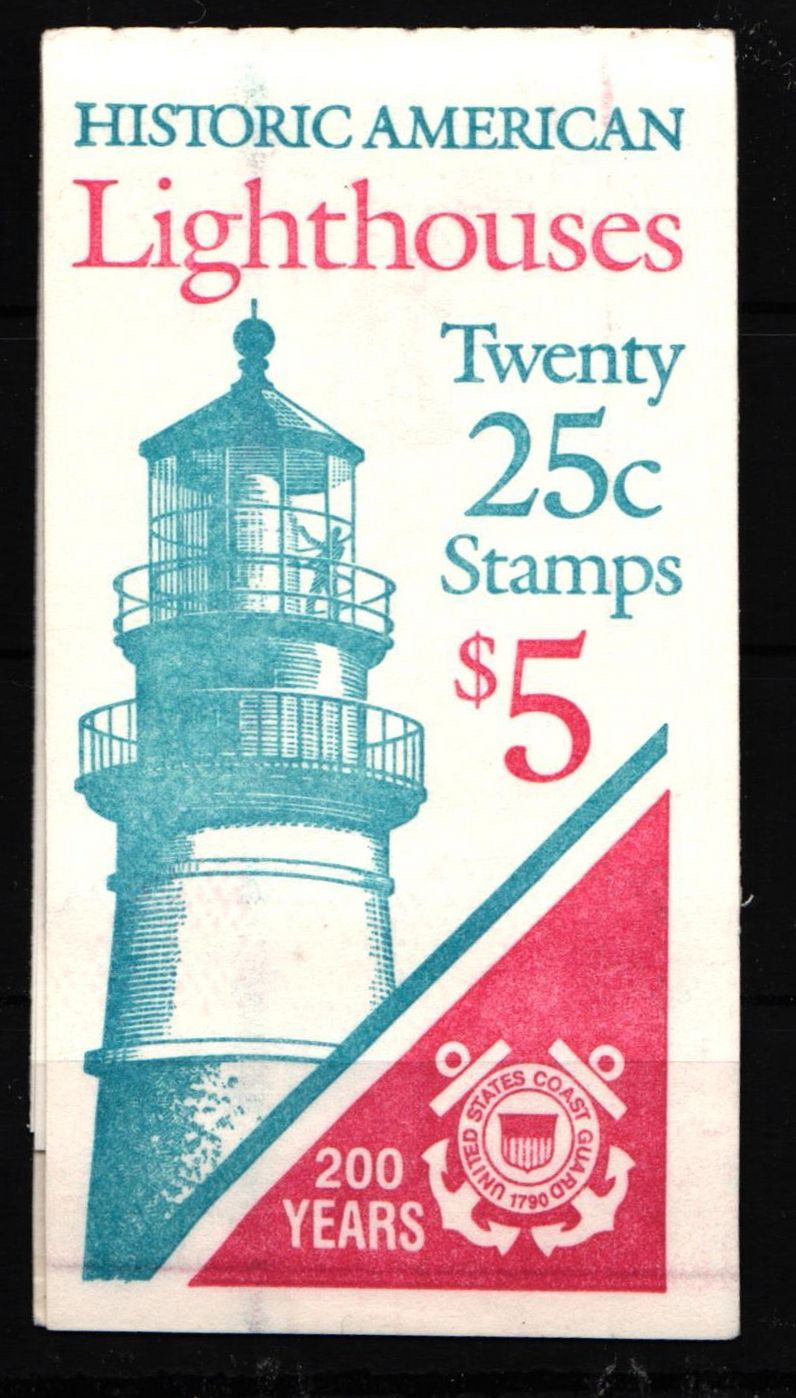 HISTORIC AMERICAN
Lighthouses
Twenty
25c
Stamps
$5
200
YEARS
UNITED STATES COAST GUARD
1790